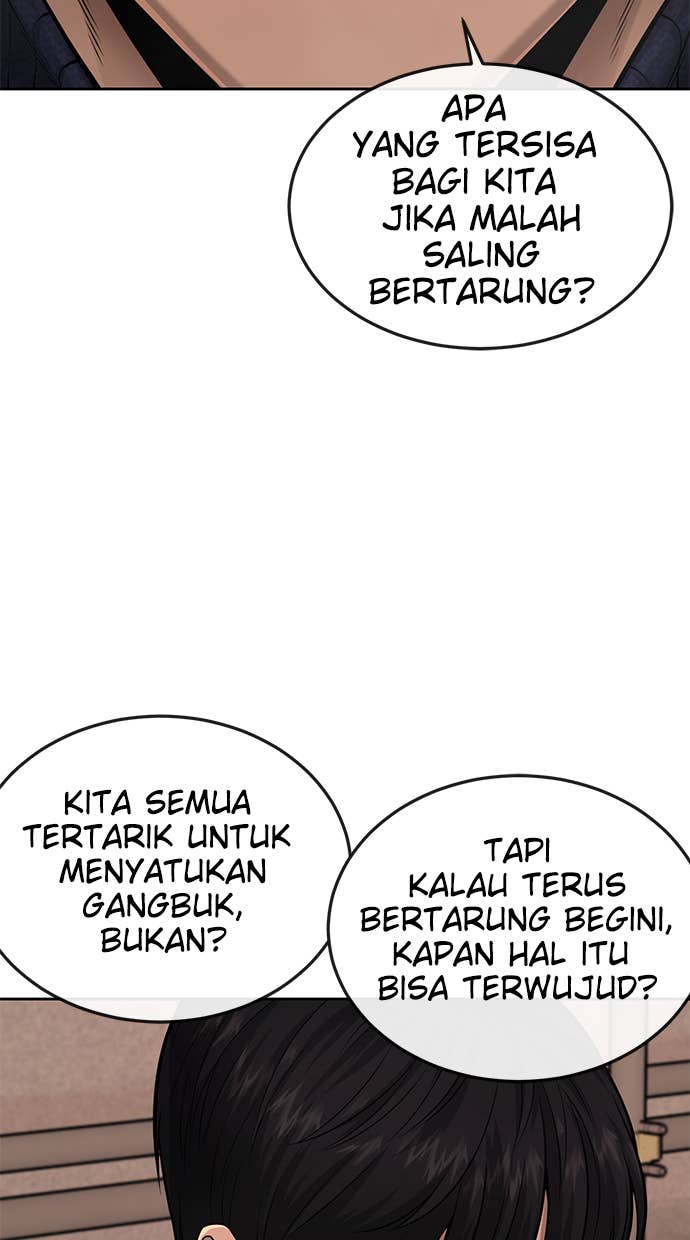 APA
YANG TERSISA
BAGI KITA
JIKA MALAH
SALING
BERTARUNG?
KITA SEMUA
TERTARIK UNTUK
MENYATUKAN
GANGBUK,
BUKAN?
TAPI
KALAU TERUS
BERTARUNG BEGINI,
KAPAN HAL ITU
BISA TERWUJUD?